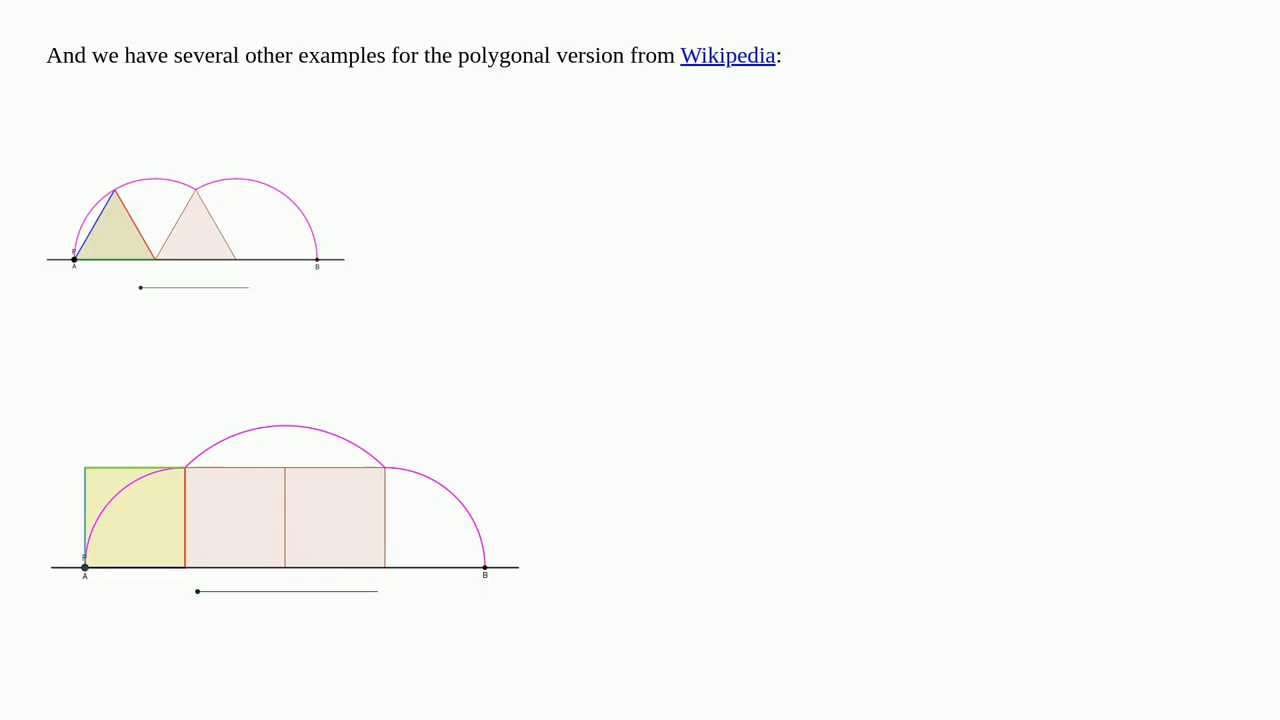 And we have several other examples for the polygonal version from Wikipedia:
P
A
B
P
A
B